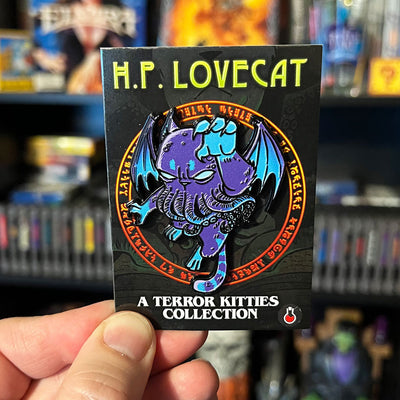 H.P. LOVECAT
A TERROR KITTIES
COLLECTION